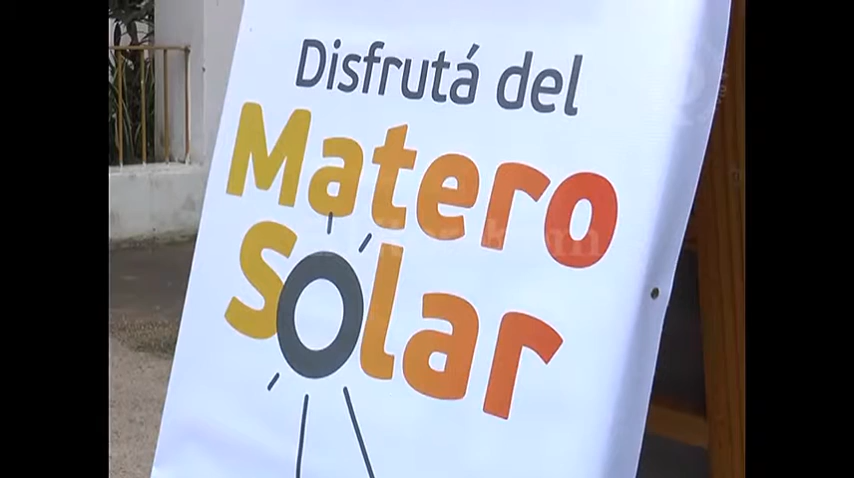 Disfrutá del
Matero
solar